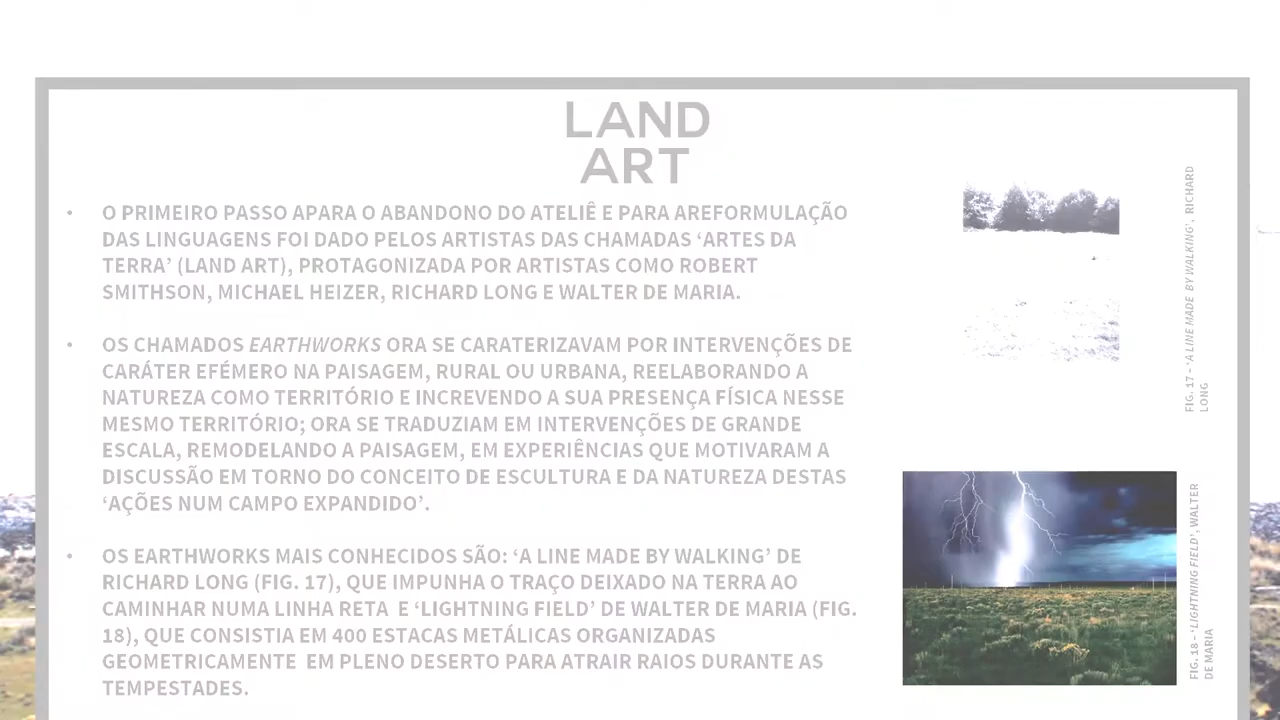 LAND
ART
• O PRIMEIRO PASSO APARA O ABANDONO DO ATELIÊ E PARA AREFORMULAÇÃO
DAS LINGUAGENS FOI DADO PELOS ARTISTAS DAS CHAMADAS ‘ARTES DA
TERRA’ (LAND ART), PROTAGONIZADA POR ARTISTAS COMO ROBERT
SMITHSON, MICHAEL HEIZER, RICHARD LONG E WALTER DE MARIA.
• OS CHAMADOS EARTHWORKS ORA SE CARATERIZAVAM POR INTERVENÇÕES DE
CARÁTER EFÉMERO NA PAISAGEM, RURAL OU URBANA, REELABORANDO A
NATUREZA COMO TERRITÓRIO E INCREVENDO A SUA PRESENÇA FÍSICA NESSE
MESMO TERRITÓRIO; ORA SE TRADUZIAM EM INTERVENÇÕES DE GRANDE
ESCALA, REMODELANDO A PAISAGEM, EM EXPERIÊNCIAS QUE MOTIVARAM A
DISCUSSÃO EM TORNO DO CONCEITO DE ESCULTURA E DA NATUREZA DESTAS
‘AÇÕES NUM CAMPO EXPANDIDO’.
• OS EARTHWORKS MAIS CONHECIDOS SÃO: ‘A LINE MADE BY WALKING’ DE
RICHARD LONG (FIG. 17), QUE IMPUNHA O TRAÇO DEIXADO NA TERRA AO
CAMINHAR NUMA LINHA RETA E ‘LIGHTNNG FIELD’ DE WALTER DE MARIA (FIG.
18), QUE CONSISTIA EM 400 ESTACAS METÁLICAS ORGANIZADAS
GEOMETRICAMENTE EM PLENO DESERTO PARA ATRAIR RAIOS DURANTE AS
TEMPESTADES.
FIG. 17 – ‘A LINE MADE BY WALKING’, RICHARD
LONG
FIG. 18 – ‘LIGHTNING FIELD’, WALTER
DE MARIA